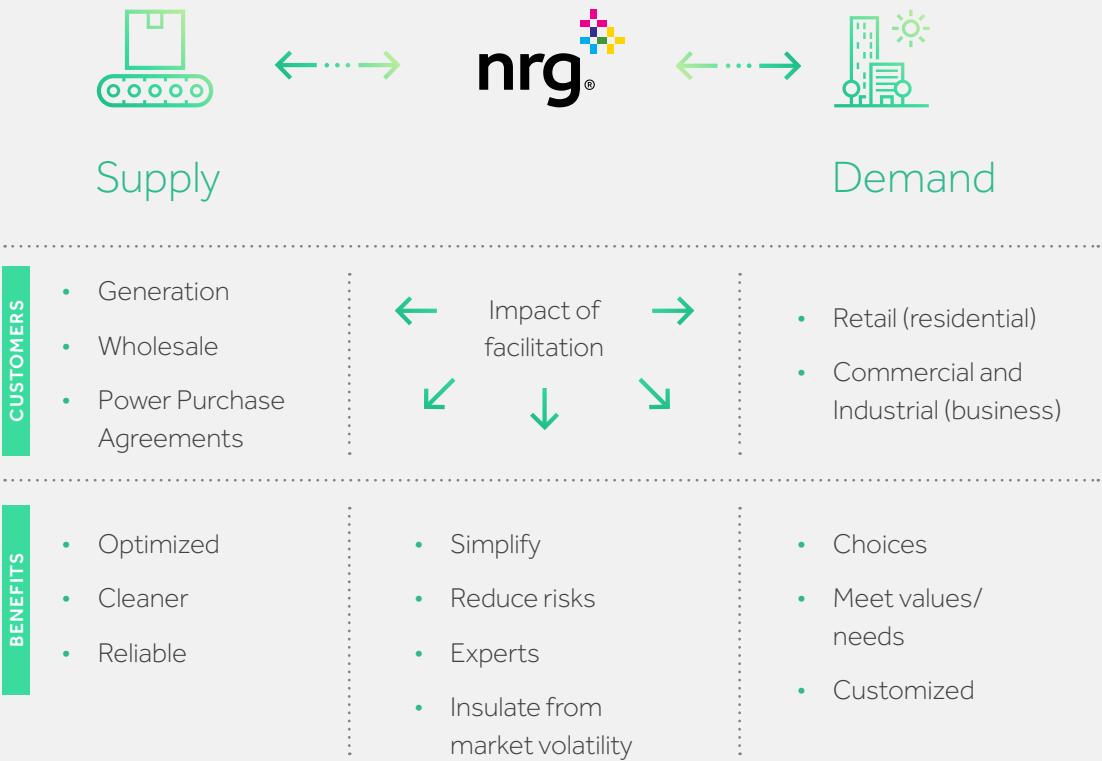 nrg®
Supply
Demand
CUSTOMERS
• Generation
• Wholesale
• Power Purchase
Agreements
Impact of
facilitation
• Retail (residential)
• Commercial and
Industrial (business)
BENEFITS
• Optimized
• Cleaner
• Reliable
• Simplify
• Reduce risks
• Experts
• Insulate from
market volatility
• Choices
• Meet values/
needs
• Customized